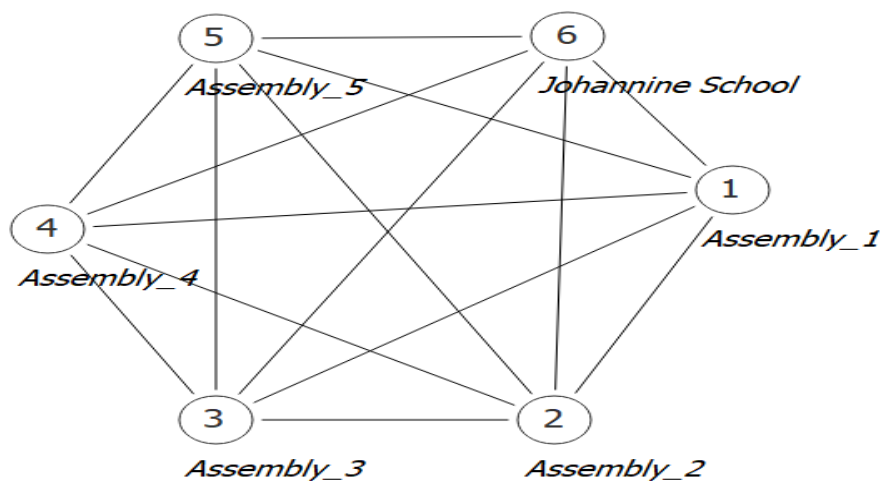 5
6
Assembly_5
Johannine School
1
4
Assembly_1
Assembly_4
3
2
Assembly_3
Assembly_2